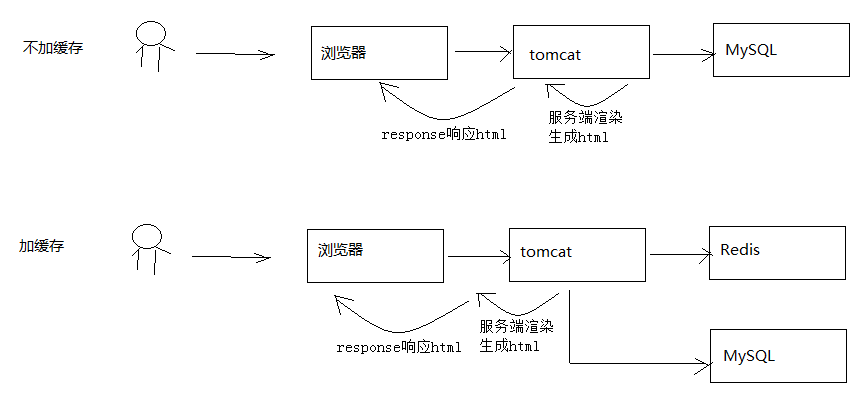 不加缓存
浏览器
tomcat
MySQL
response响应html
服务端渲染
生成html
加缓存
浏览器
tomcat
Redis
response响应html
服务端渲染
生成html
MySQL